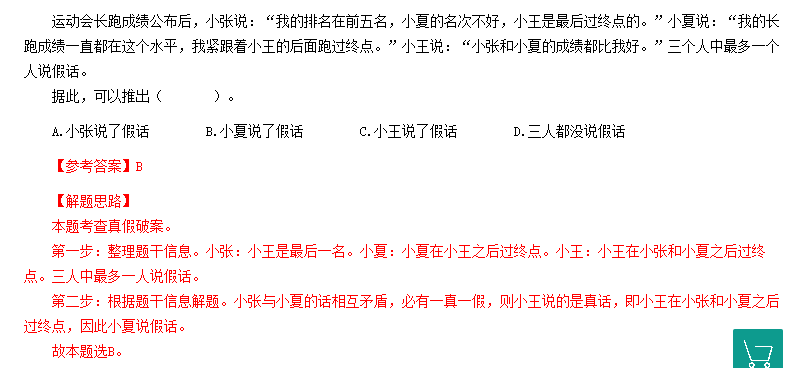 运动会长跑成绩公布后，小张说：“我的排名在前五名，小夏的名次不好，小王是最后过终点的。”小夏说：“我的长
跑成绩一直都在这个水平，我紧跟着小王的后面跑过终点。”小王说：“小张和小夏的成绩都比我好。”三个人中最多一个
人说假话。
据此，可以推出（　　　）。
A.小张说了假话　　　　B.小夏说了假话　　　　C.小王说了假话　　　　D.三人都没说假话
【参考答案】B
【解题思路】
本题考查真假破案。
第一步：整理题干信息。小张：小王是最后一名。小夏：小夏在小王之后过终点。小王：小王在小张和小夏之后过终
点。三人中最多一人说假话。
第二步：根据题干信息解题。小张与小夏的话相互矛盾，必有一真一假，则小王说的是真话，即小王在小张和小夏之后
过终点，因此小夏说假话。
故本题选B。